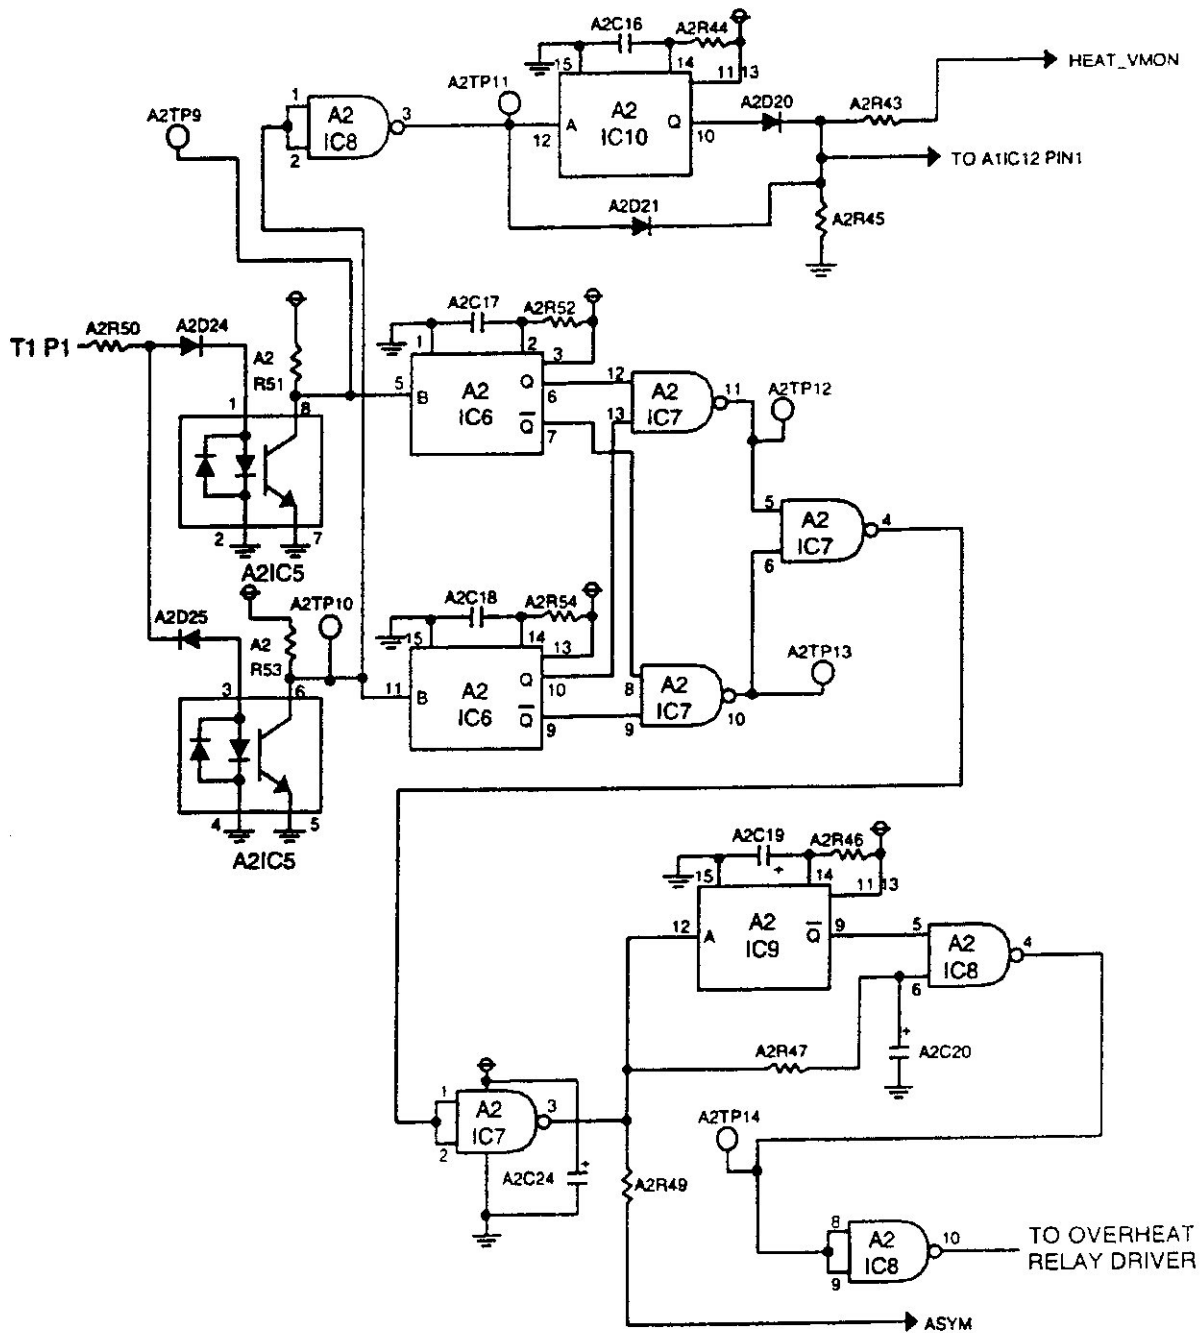 A2C16
A2R44
15
14
11
13
HEAT_VMON
A2TP11
A2TP9
1
2
A2
IC8
3
12
A
A2
IC10
Q
10
A2D20
A2R43
TO A1IC12 PIN1
A2D21
A2R45
A2C17
A2R52
1
2
3
T1 P1
A2R50
A2D24
A2
R51
1
8
5
B
A2
IC6
Q
Q
6
7
12
13
A2
IC7
11
A2TP12
2
7
A2IC5
5
6
A2
IC7
4
A2TP10
A2D25
A2
R53
3
6
A2C18
A2R54
15
14
13
11
B
A2
IC6
Q
Q
10
9
8
9
A2
IC7
10
A2TP13
4
5
A2IC5
A2C19
+
A2R46
15
14
11
13
12
A
A2
IC9
Q
9
5
6
A2
IC8
4
A2R47
+
A2C20
1
2
A2
IC7
3
A2C24
+
A2R49
A2TP14
8
9
A2
IC8
10
TO OVERHEAT
RELAY DRIVER
ASYM